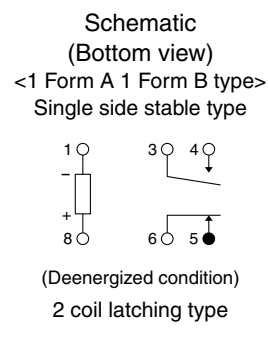 Schematic
(Bottom view)
<1 Form A 1 Form B type>
Single side stable type
1 3 4
−
+
8 6 5
(Deenergized condition)
2 coil latching type